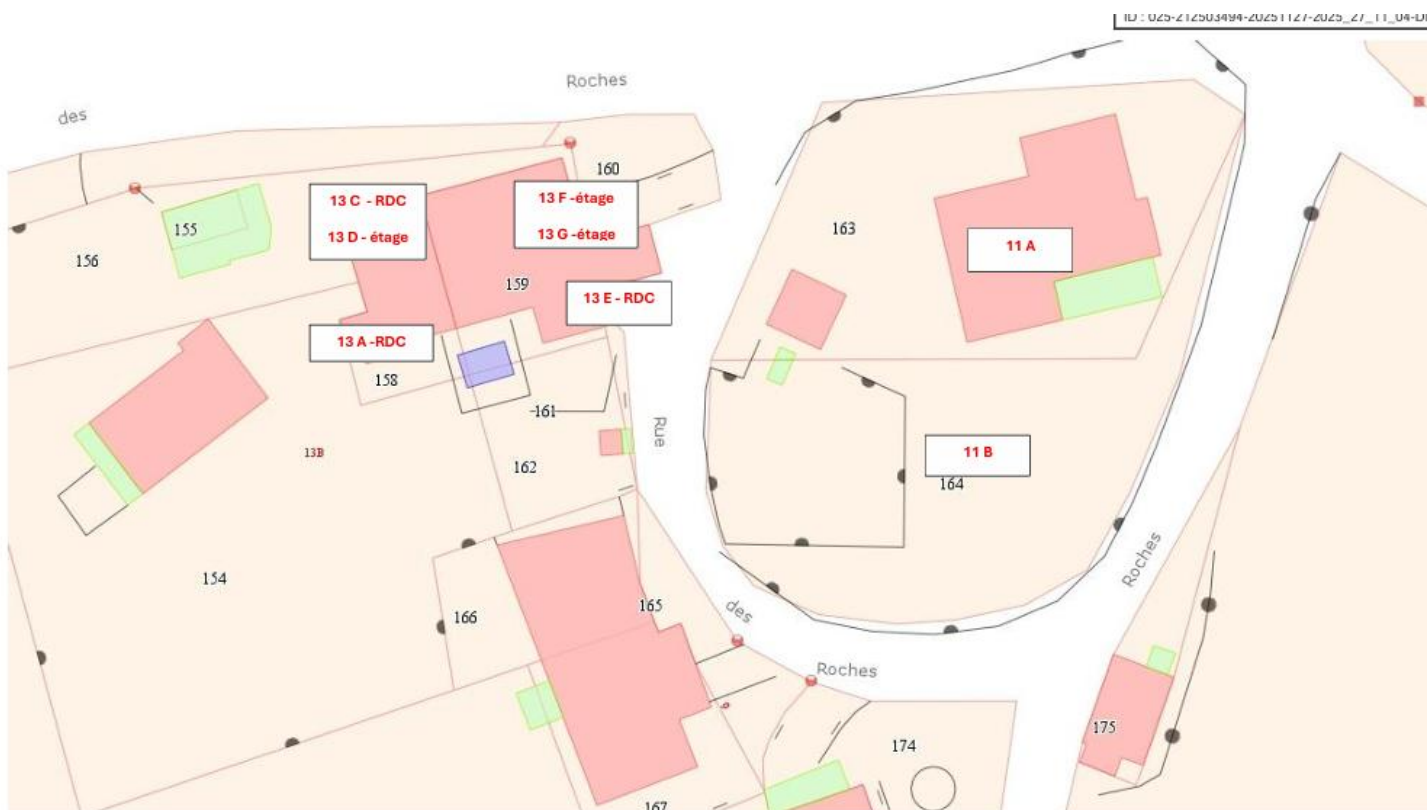 ID : 025-212503494-20251127-2025_27_11_04-DE
Roches
des
160
13 C - RDC
13 D - étage
13 F -étage
13 G -étage
155
156
163
11 A
159
13 E - RDC
13 A -RDC
158
161
Rue
162
11 B
164
154
166
165
des
Roches
Roches
175
174
167